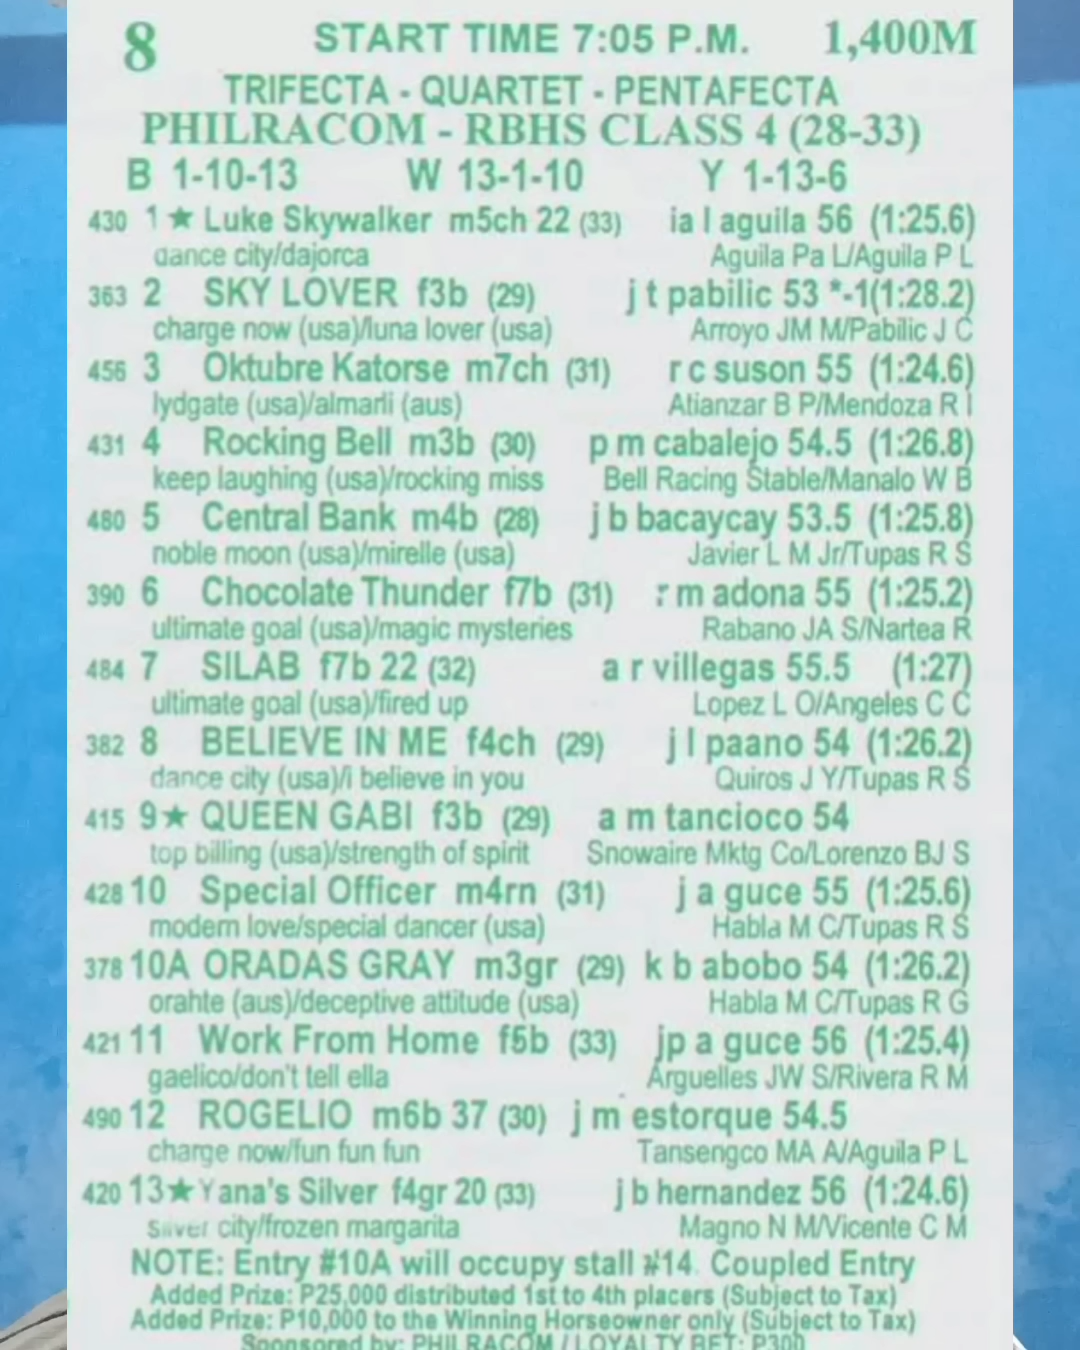 8 START TIME 7:05 P.M. 1,400M
TRIFECTA - QUARTET - PENTAFECTA
PHILRACOM - RBHS CLASS 4 (28-33)
B 1-10-13 W 13-1-10 Y 1-13-6
430 1★ Luke Skywalker m5ch 22 (33) ia l aguila 56 (1:25.6)
dance city/dajorca Aguila Pa L/Aguila P L
363 2 SKY LOVER f3b (29) j t pabilic 53 *-1(1:28.2)
charge now (usa)/luna lover (usa) Arroyo JM M/Pabilic J C
456 3 Oktubre Katorse m7ch (31) r c suson 55 (1:24.6)
lydgate (usa)/almarli (aus) Atianzar B P/Mendoza R I
431 4 Rocking Bell m3b (30) p m cabalejo 54.5 (1:26.8)
keep laughing (usa)/rocking miss Bell Racing Stable/Manalo W B
480 5 Central Bank m4b (28) j b bacaycay 53.5 (1:25.8)
noble moon (usa)/mirelle (usa) Javier L M Jr/Tupas R S
390 6 Chocolate Thunder f7b (31) r m adona 55 (1:25.2)
ultimate goal (usa)/magic mysteries Rabano JA S/Nartea R
484 7 SILAB f7b 22 (32) a r villegas 55.5 (1:27)
ultimate goal (usa)/fired up Lopez L O/Angeles C C
382 8 BELIEVE IN ME f4ch (29) j l paano 54 (1:26.2)
dance city (usa)/i believe in you Quiros J Y/Tupas R S
415 9★ QUEEN GABI f3b (29) a m tancioco 54
top billing (usa)/strength of spirit Snowaire Mktg Co/Lorenzo BJ S
428 10 Special Officer m4rn (31) j a guce 55 (1:25.6)
modern love/special dancer (usa) Habla M C/Tupas R S
378 10A ORADAS GRAY m3gr (29) k b abobo 54 (1:26.2)
orahte (aus)/deceptive attitude (usa) Habla M C/Tupas R G
421 11 Work From Home f5b (33) jp a guce 56 (1:25.4)
gaelico/don't tell ella Arguelles JW S/Rivera R M
490 12 ROGELIO m6b 37 (30) j m estorque 54.5
charge now/fun fun fun Tansengco MA A/Aguila P L
420 13★ Yana's Silver f4gr 20 (33) j b hernandez 56 (1:24.6)
silver city/frozen margarita Magno N M/Vicente C M
NOTE: Entry #10A will occupy stall #14. Coupled Entry
Added Prize: P25,000 distributed 1st to 4th placers (Subject to Tax)
Added Prize: P10,000 to the Winning Horseowner only (Subject to Tax)
Sponsored by: PHILRACOM / LOYALTY BET: P300